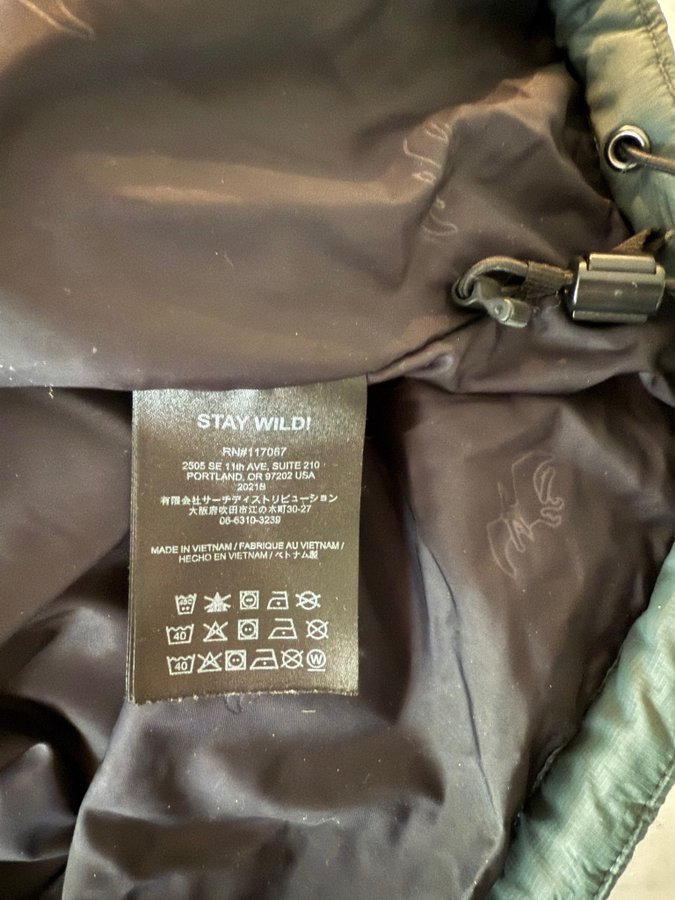 STAY WILD!
RN#117067
2505 SE 11th AVE, SUITE 210
PORTLAND, OR 97202 USA
2021B
有限会社サーチディストリビューション
大阪府吹田市江の木町30-27
06-6310-3239
MADE IN VIETNAM / FABRIQUE AU VIETNAM /
HECHO EN VIETNAM / ベトナム製
40
40
W